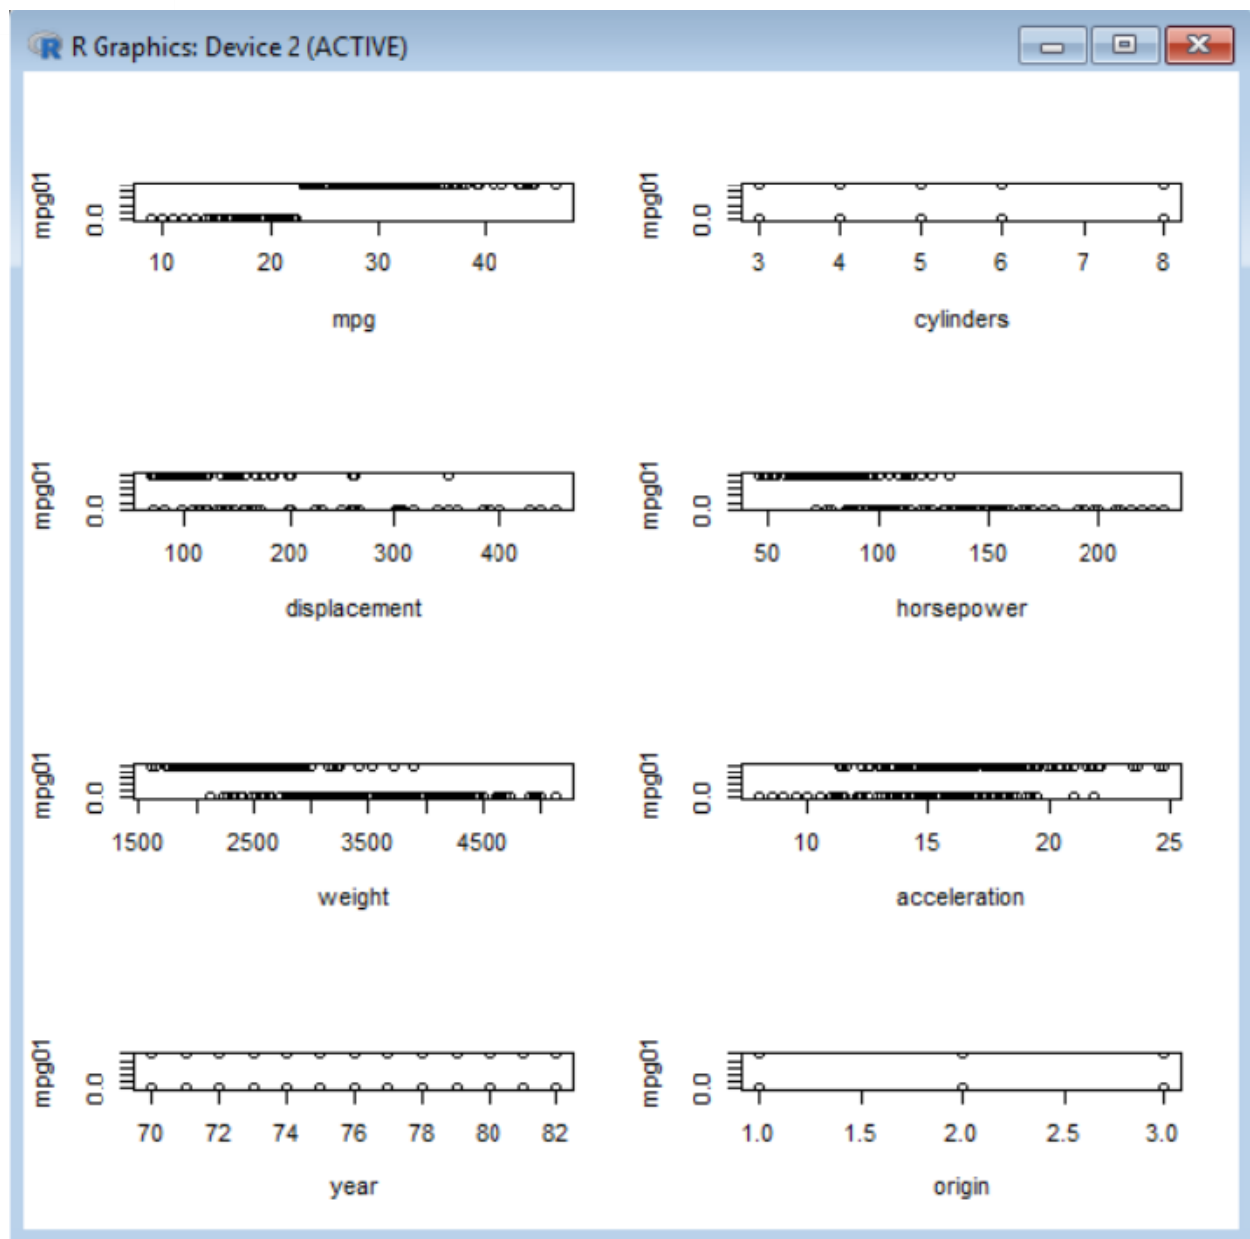 R Graphics: Device 2 (ACTIVE)
mpg01
0.0
10 20 30 40
mpg
mpg01
0.0
3 4 5 6 7 8
cylinders
mpg01
0.0
100 200 300 400
displacement
mpg01
0.0
50 100 150 200
horsepower
mpg01
0.0
1500 2500 3500 4500
weight
mpg01
0.0
10 15 20 25
acceleration
mpg01
0.0
70 72 74 76 78 80 82
year
mpg01
0.0
1.0 1.5 2.0 2.5 3.0
origin